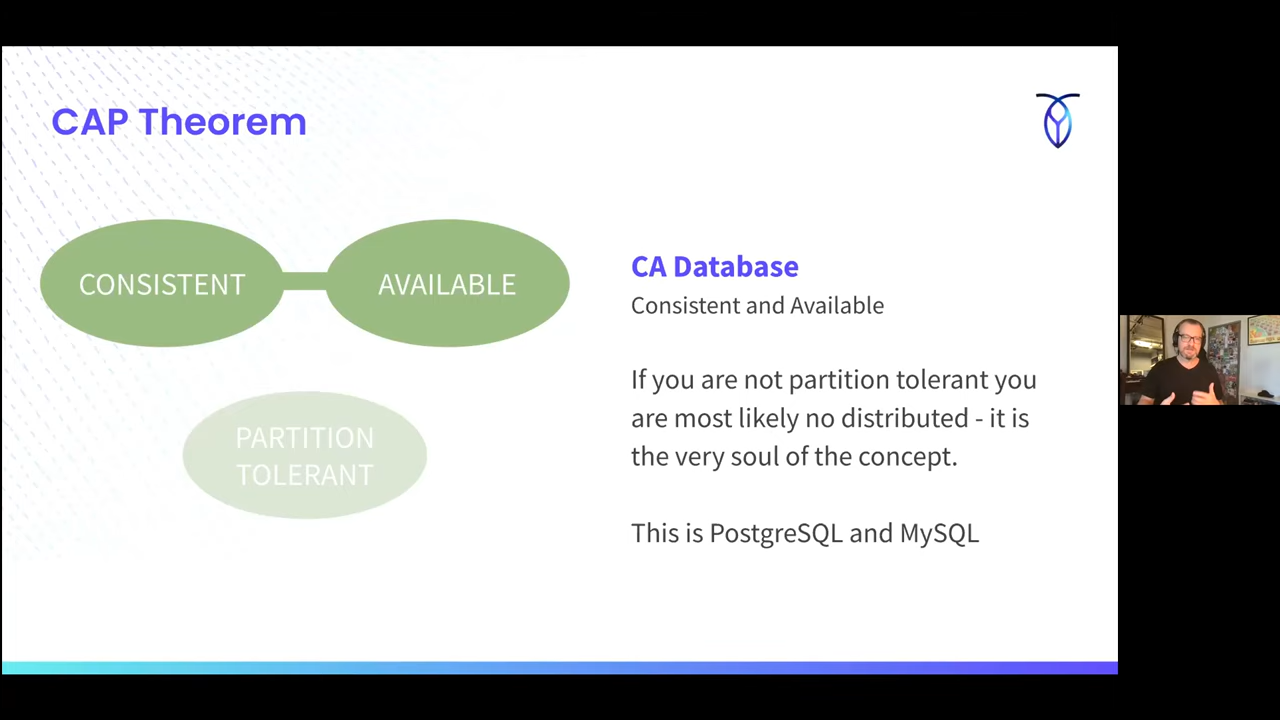 CAP Theorem
CONSISTENT
AVAILABLE
PARTITION
TOLERANT
CA Database
Consistent and Available
If you are not partition tolerant you
are most likely no distributed - it is
the very soul of the concept.
This is PostgreSQL and MySQL